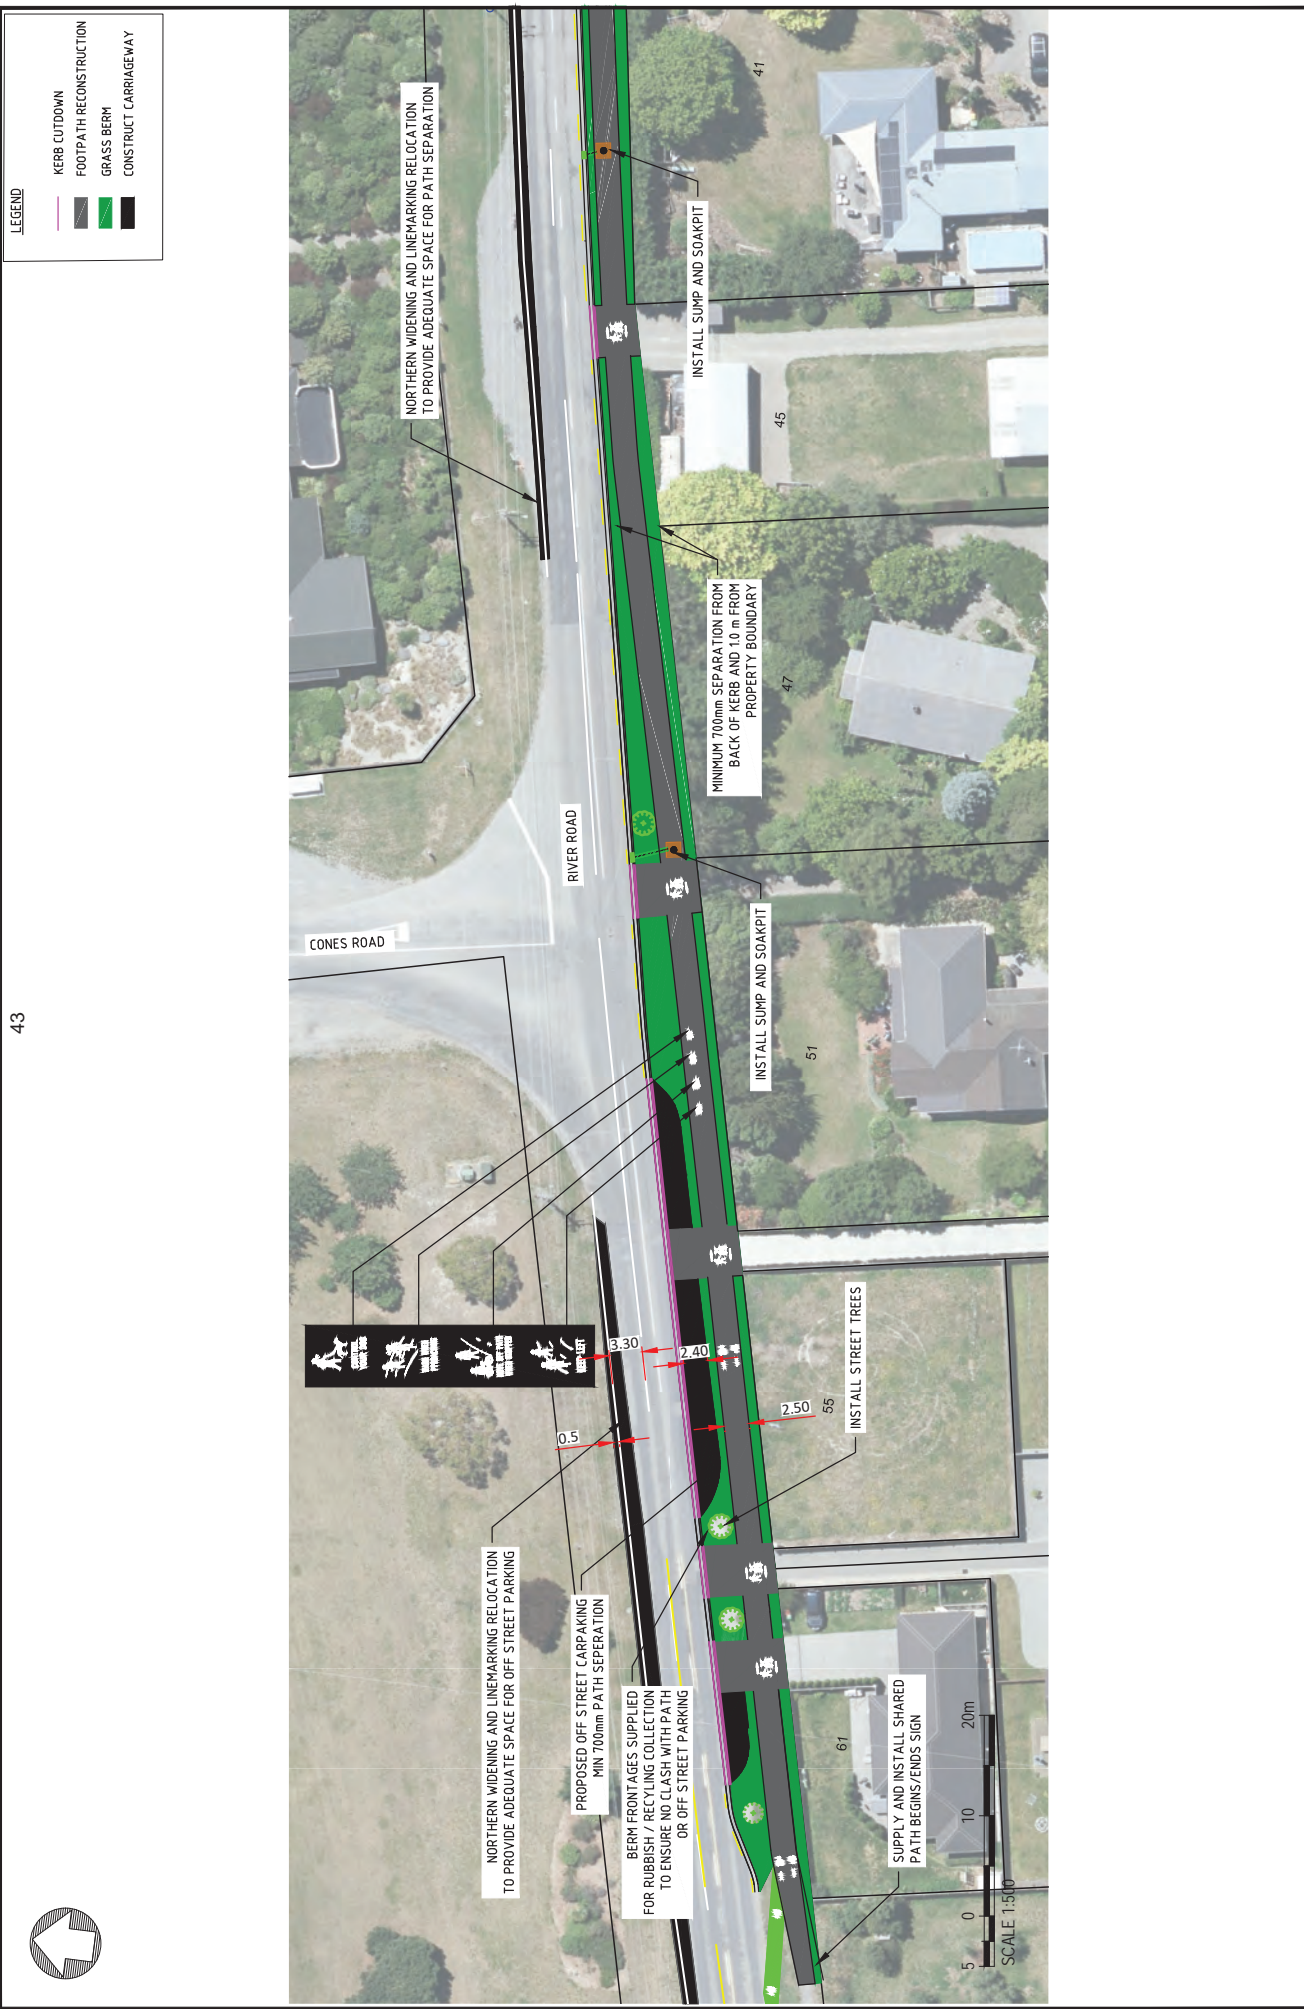 43
LEGEND
KERB CUTDOWN
FOOTPATH RECONSTRUCTION
GRASS BERM
CONSTRUCT CARRIAGEWAY
NORTHERN WIDENING AND LINEMARKING RELOCATION
TO PROVIDE ADEQUATE SPACE FOR OFF STREET PARKING
PROPOSED OFF STREET CARPAKING
MIN 700mm PATH SEPERATION
BERM FRONTAGES SUPPLIED
FOR RUBBISH / RECYLING COLLECTION
TO ENSURE NO CLASH WITH PATH
OR OFF STREET PARKING
SUPPLY AND INSTALL SHARED
PATH BEGINS/ENDS SIGN
0.5
3.30
2.40
2.50
INSTALL STREET TREES
CONES ROAD
RIVER ROAD
INSTALL SUMP AND SOAKPIT
MINIMUM 700mm SEPARATION FROM
BACK OF KERB AND 1.0 m FROM
PROPERTY BOUNDARY
NORTHERN WIDENING AND LINEMARKING RELOCATION
TO PROVIDE ADEQUATE SPACE FOR PATH SEPARATION
INSTALL SUMP AND SOAKPIT
61
55
51
47
45
41
5 0 10 20m
SCALE 1:500